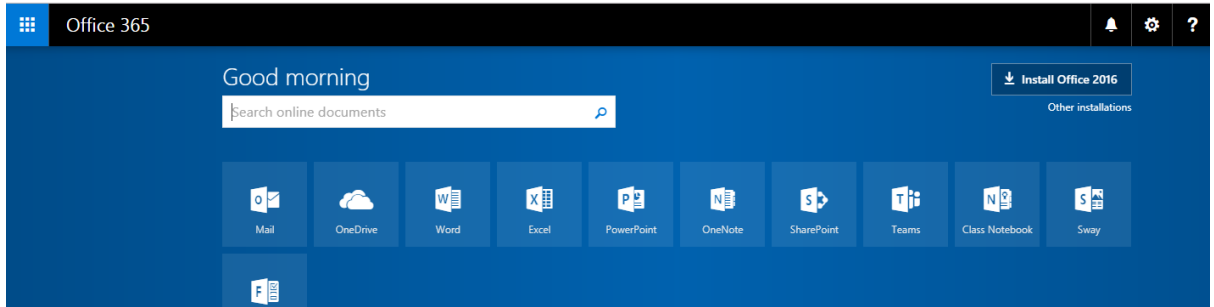 Office 365
?
Good morning
Install Office 2016
Search online documents
Other installations
Mail
OneDrive
Word
Excel
PowerPoint
OneNote
SharePoint
Teams
Class Notebook
Sway